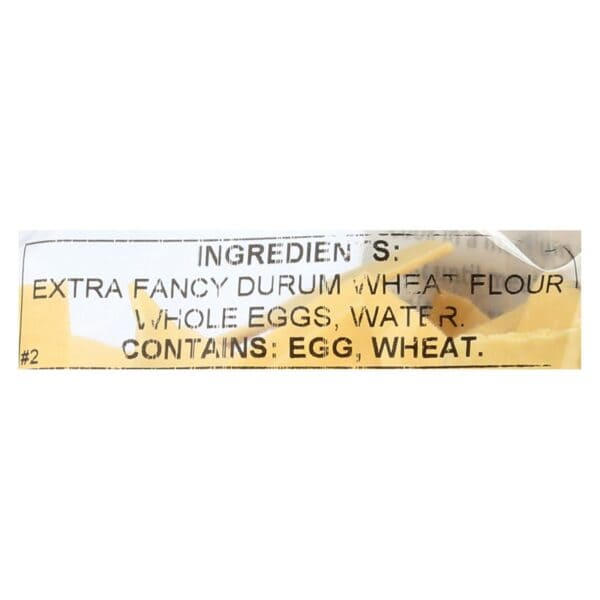 INGREDIENTS:
EXTRA FANCY DURUM WHEAT FLOUR
WHOLE EGGS, WATER.
CONTAINS: EGG, WHEAT.
#2